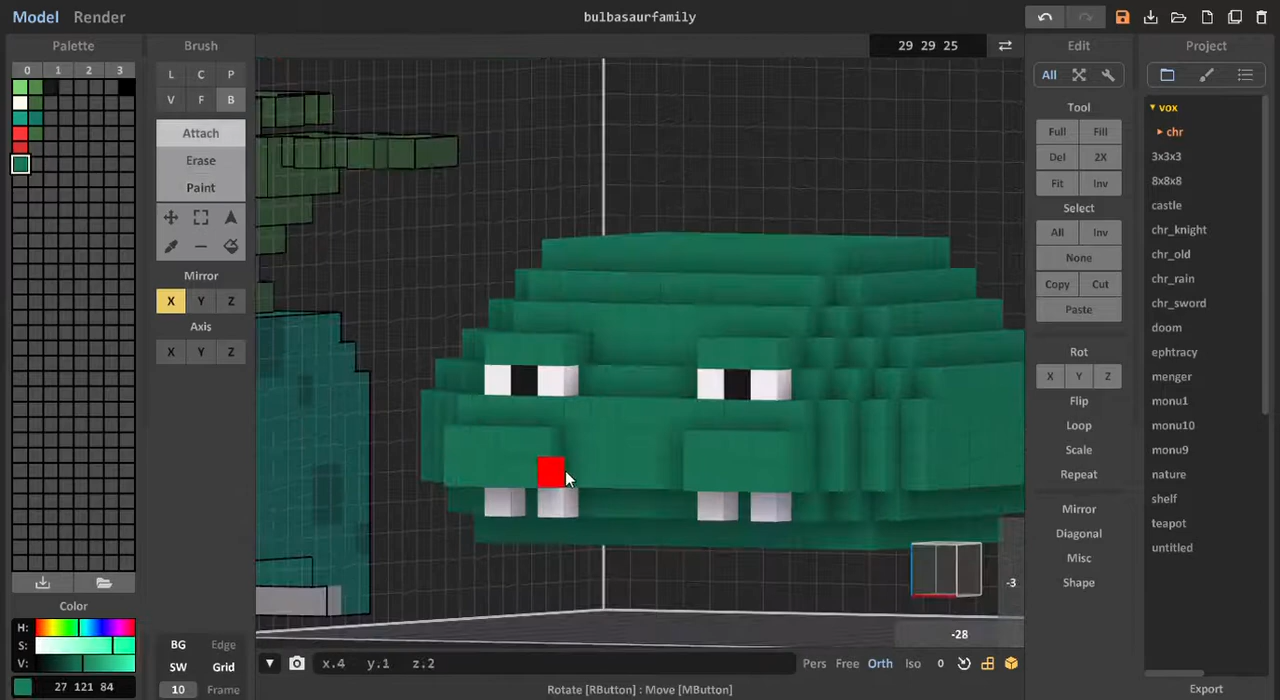 Model Render
bulbasaurfamily
Palette
0 1 2 3
Color
H:
S:
V:
27 121 84
Brush
L C P
V F B
Attach
Erase
Paint
Mirror
X Y Z
Axis
X Y Z
BG Edge
SW Grid
10 Frame
29 29 25
-3
-28
x.4 y.1 z.2
Pers Free Orth Iso 0
Rotate [RButton] : Move [MButton]
Edit
All
Tool
Full Fill
Del 2X
Fit Inv
Select
All Inv
None
Copy Cut
Paste
Rot
X Y Z
Flip
Loop
Scale
Repeat
Mirror
Diagonal
Misc
Shape
Project
vox
chr
3x3x3
8x8x8
castle
chr_knight
chr_old
chr_rain
chr_sword
doom
ephtracy
menger
monu1
monu10
monu9
nature
shelf
teapot
untitled
Export